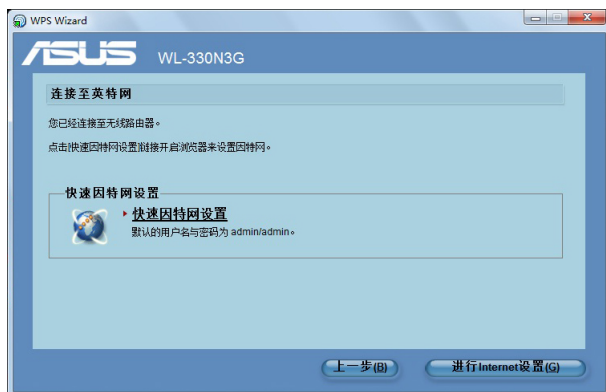 WPS Wizard
ASUS WL-330N3G
连接至英特网
您已经连接至无线路由器。
点击[快速因特网设置]链接开启浏览器来设置因特网。
快速因特网设置
快速因特网设置
默认的用户名与密码为 admin/admin。
上一步(B) 进行Internet设置(G)